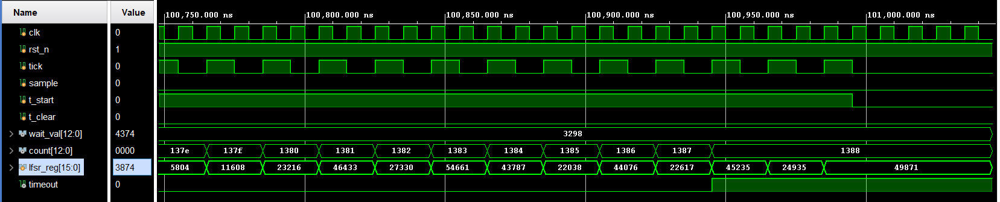 Name Value 100,750.000 ns 100,800.000 ns 100,850.000 ns 100,900.000 ns 100,950.000 ns 101,000.000 ns
clk 0
rst_n 1
tick 0
sample 0
t_start 0
t_clear 0
wait_val[12:0] 4374 3298
count[12:0] 0000 137e 137f 1380 1381 1382 1383 1384 1385 1386 1387 1388
lfsr_reg[15:0] 3874 5804 11608 23216 46433 27330 54661 43787 22038 44076 22617 45235 24935 49871
timeout 0